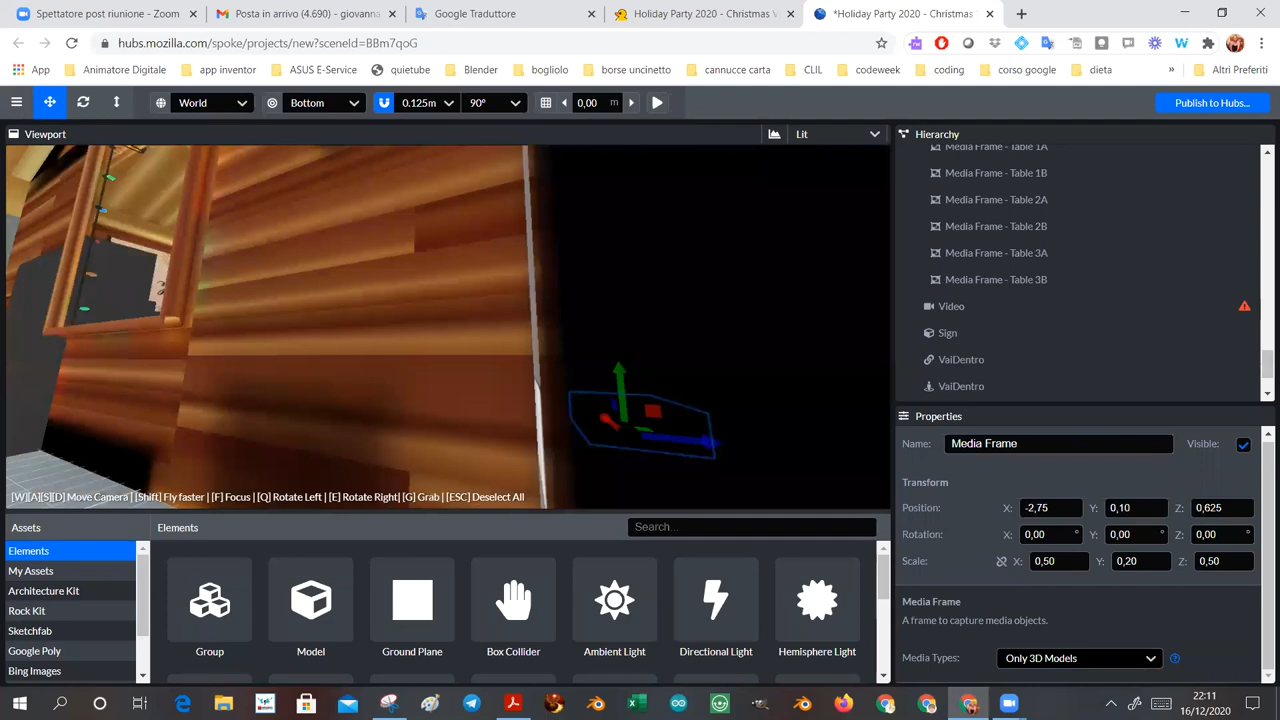 Spettatore post riunione - Zoom
Posta in arrivo (4.690) - giovanna
Google Traduttore
Holiday Party 2020 - Christmas V
*Holiday Party 2020 - Christmas
hubs.mozilla.com/spoke/projects/new?sceneId=BBm7qoG
App
Animatore Digitale
app inventor
ASUS E-Service
quietube
Blender
bogliolo
borse uncinetto
cannucce carta
CLIL
codeweek
coding
corso google
dieta
»
Altri Preferiti
World
Bottom
0.125m
90°
0,00 m
Publish to Hubs...
Viewport
Lit
[W][A][S][D] Move Camera | [Shift] Fly faster | [F] Focus | [Q] Rotate Left | [E] Rotate Right| [G] Grab | [ESC] Deselect All
Hierarchy
Media Frame - Table 1A
Media Frame - Table 1B
Media Frame - Table 2A
Media Frame - Table 2B
Media Frame - Table 3A
Media Frame - Table 3B
Video
Sign
VaiDentro
VaiDentro
Properties
Name: Media Frame Visible:
Transform
Position: X: -2,75 Y: 0,10 Z: 0,625
Rotation: X: 0,00 ° Y: 0,00 ° Z: 0,00 °
Scale: X: 0,50 Y: 0,20 Z: 0,50
Media Frame
A frame to capture media objects.
Media Types: Only 3D Models
Assets
Elements
My Assets
Architecture Kit
Rock Kit
Sketchfab
Google Poly
Bing Images
Elements
Search...
Group
Model
Ground Plane
Box Collider
Ambient Light
Directional Light
Hemisphere Light
22:11
16/12/2020